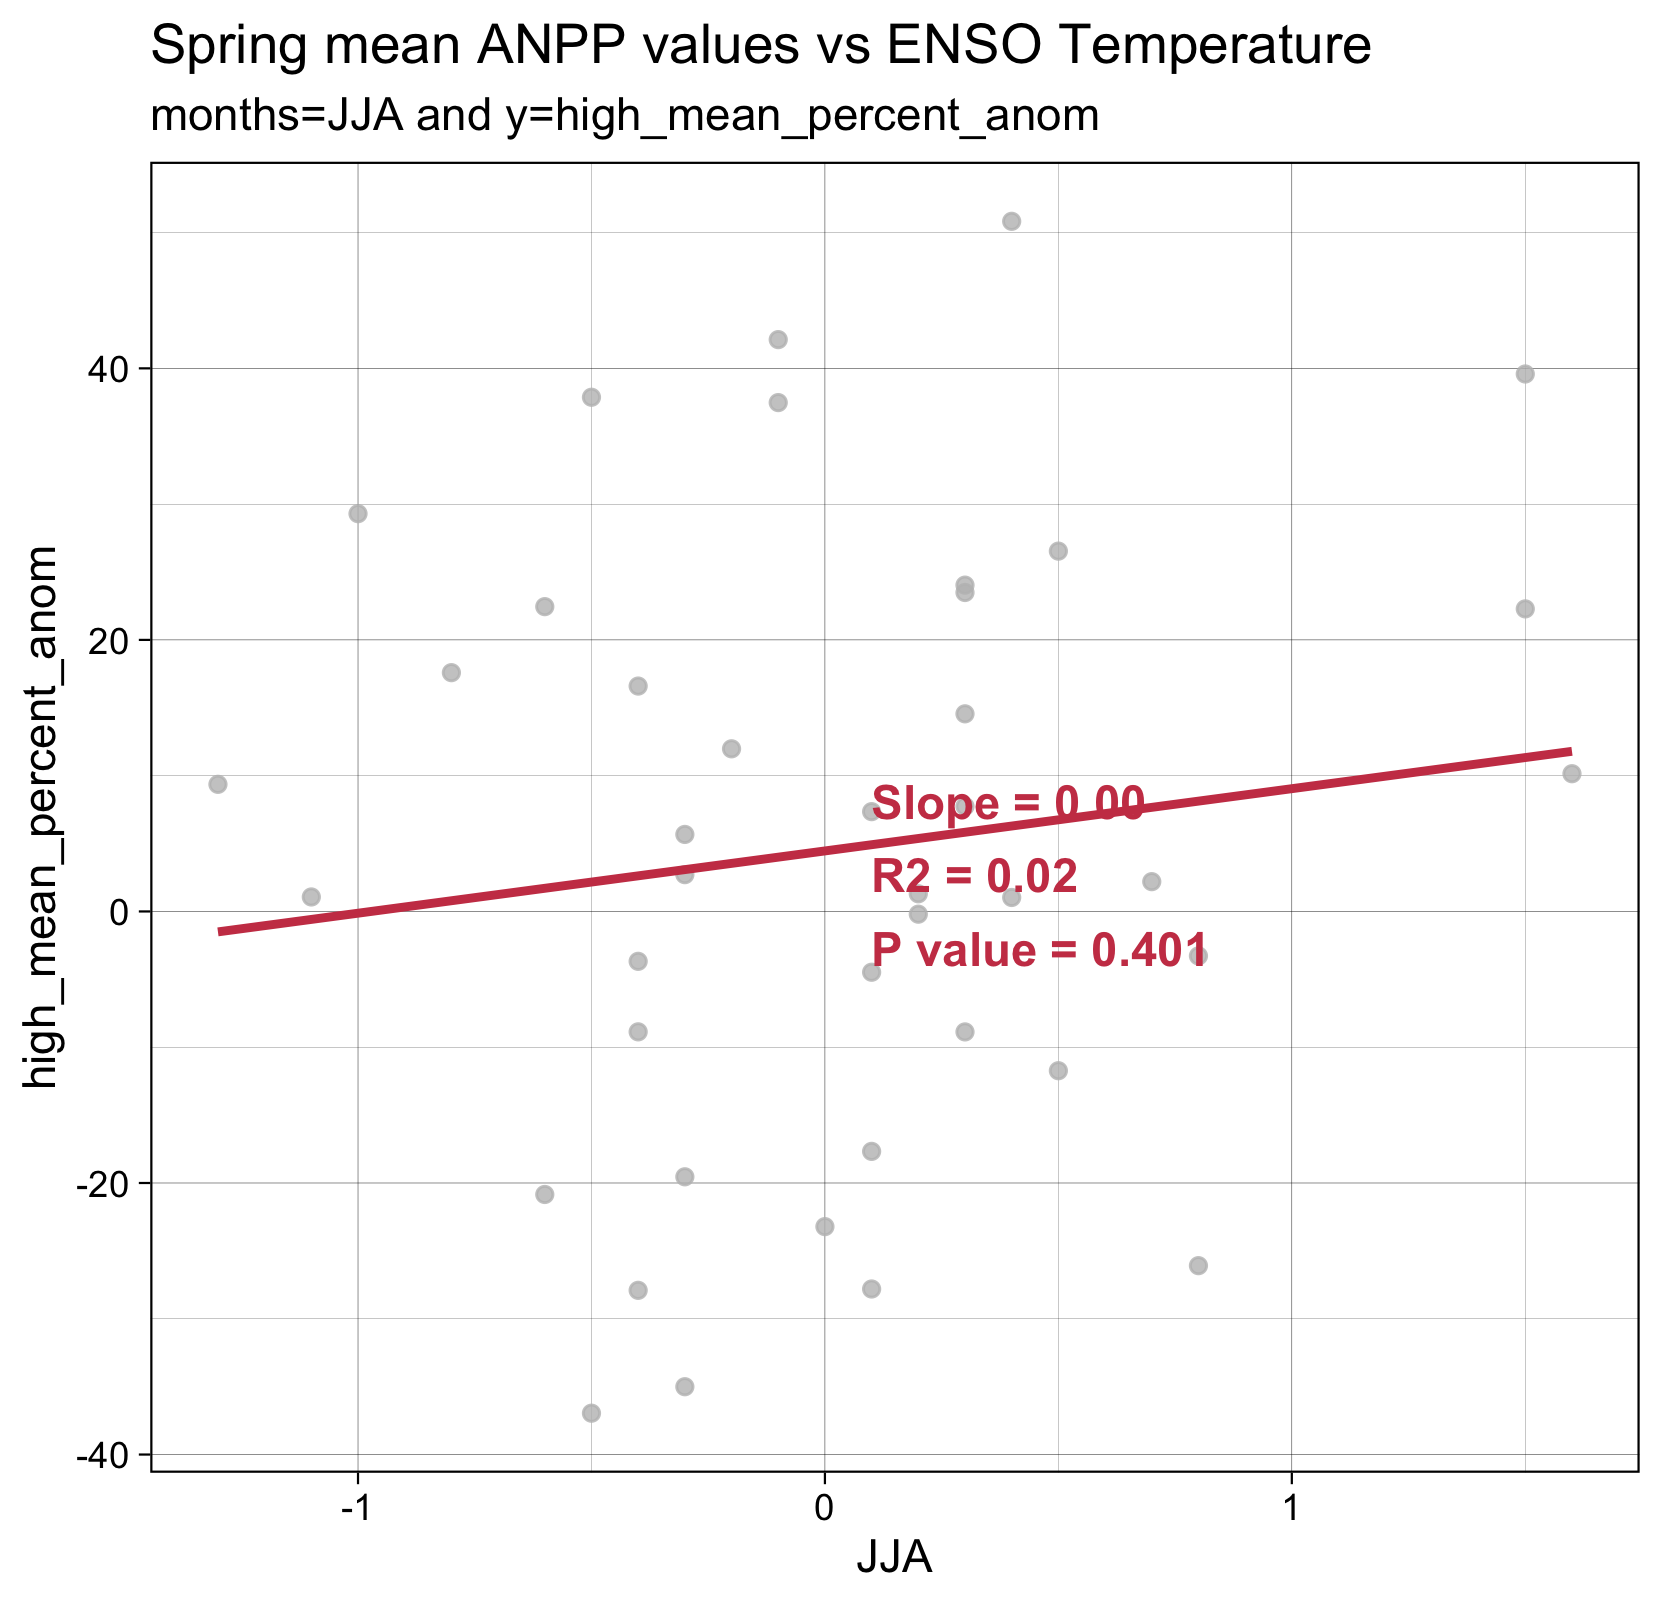 Spring mean ANPP values vs ENSO Temperature
months=JJA and y=high_mean_percent_anom
high_mean_percent_anom
40
20
0
-20
-40
Slope = 0.00
R2 = 0.02
P value = 0.401
-1
0
1
JJA